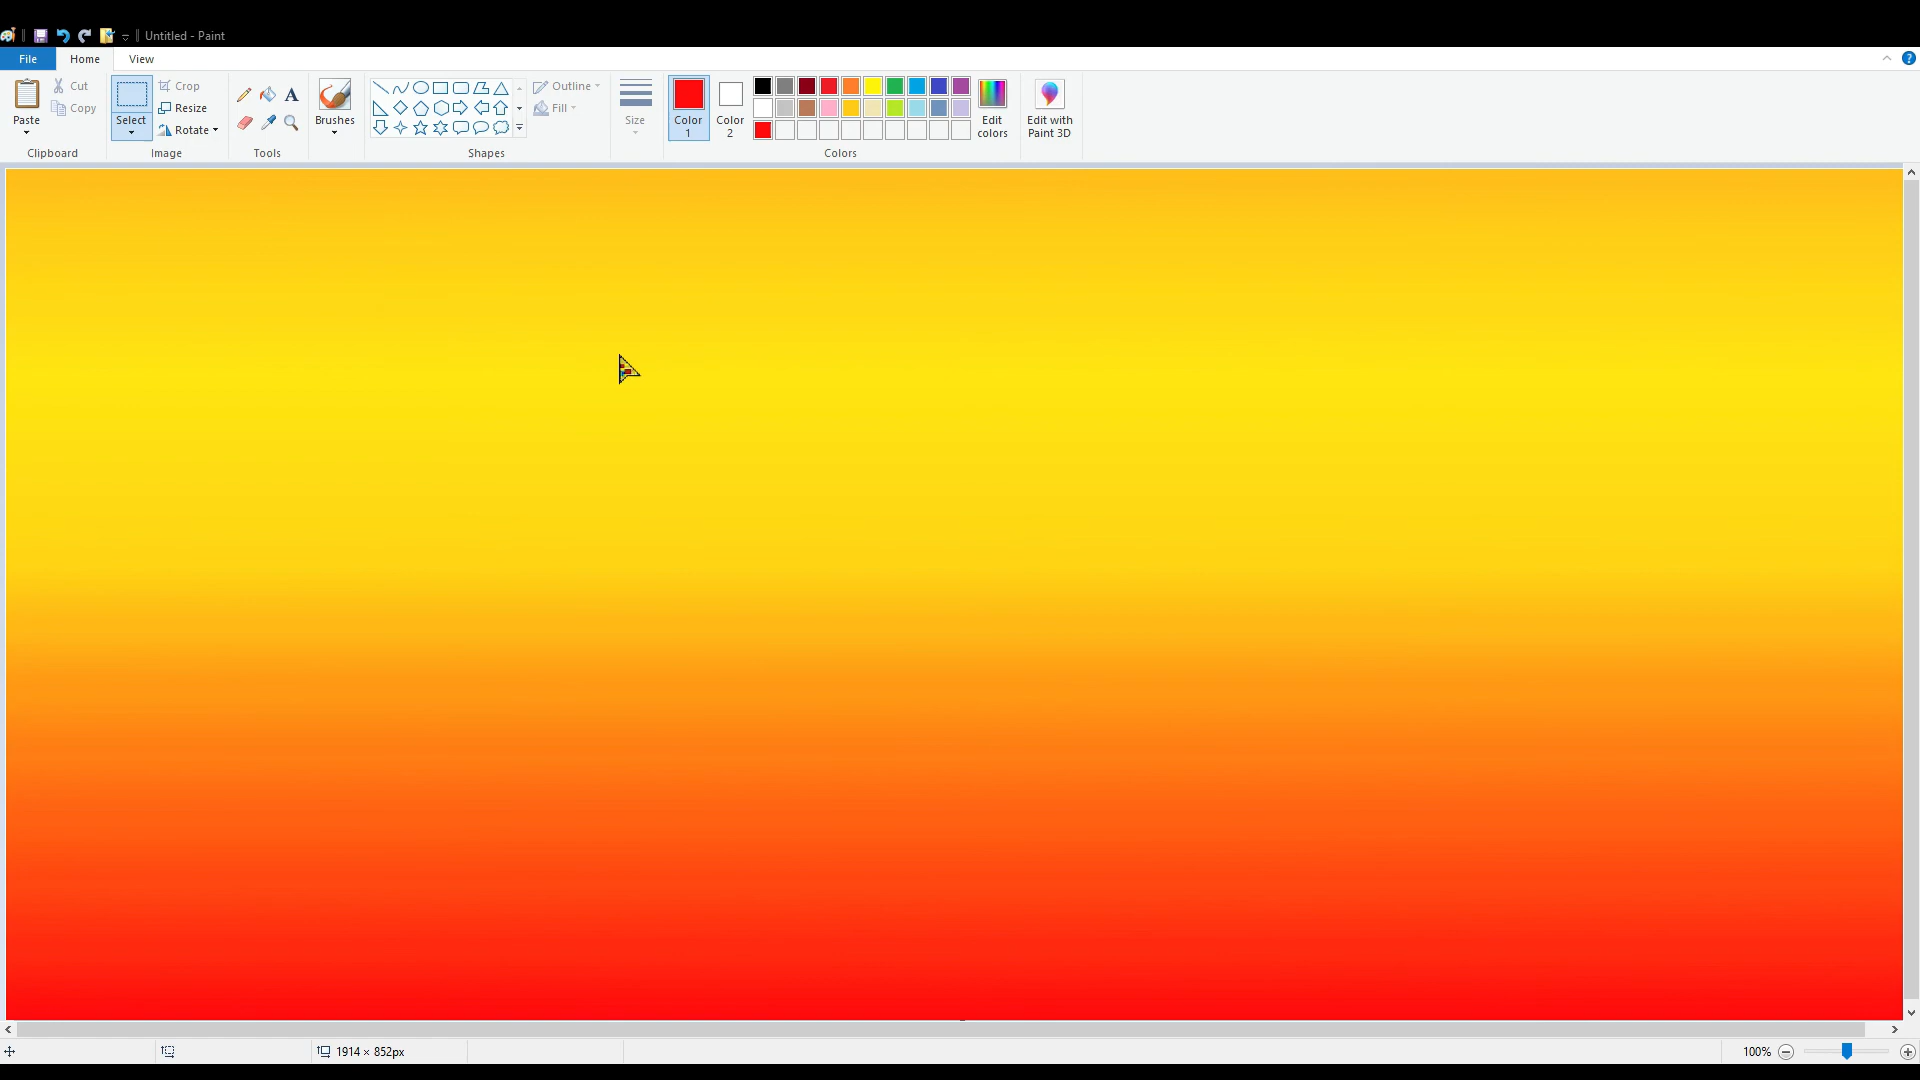 Untitled - Paint
File Home View
Paste
Cut
Copy
Clipboard
Select
Crop
Resize
Rotate
Image
A
Tools
Brushes
Outline
Fill
Shapes
Size
Color 1
Color 2
Edit colors
Colors
Edit with Paint 3D
1914 × 852px
100%